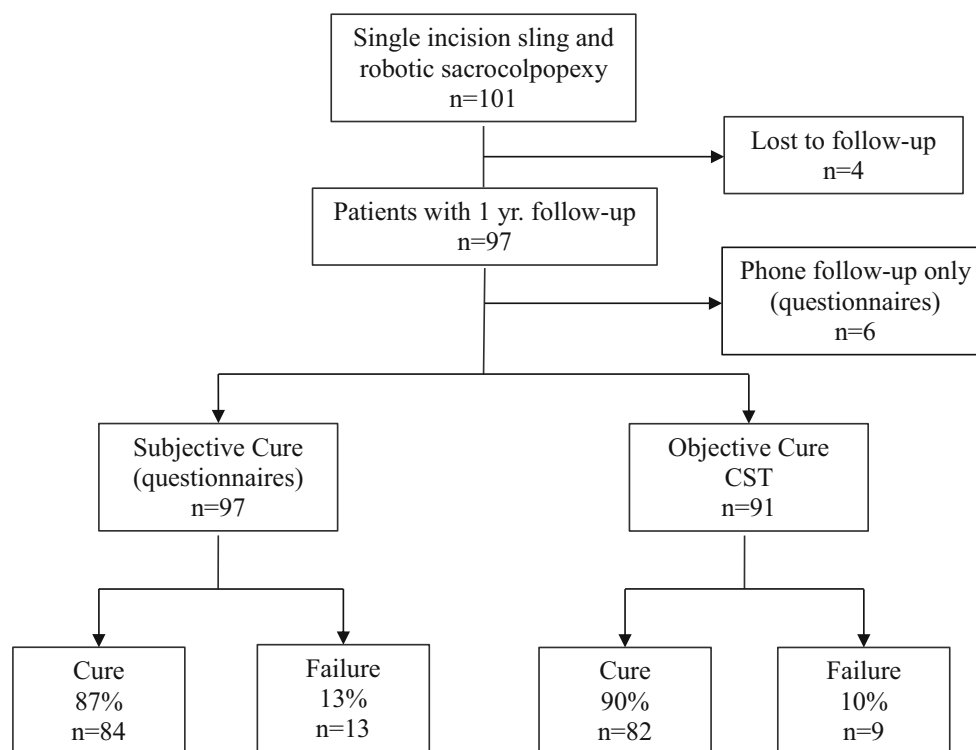 Single incision sling and
robotic sacrocolpopexy
n=101
Lost to follow-up
n=4
Patients with 1 yr. follow-up
n=97
Phone follow-up only
(questionnaires)
n=6
Subjective Cure
(questionnaires)
n=97
Objective Cure
CST
n=91
Cure
87%
n=84
Failure
13%
n=13
Cure
90%
n=82
Failure
10%
n=9